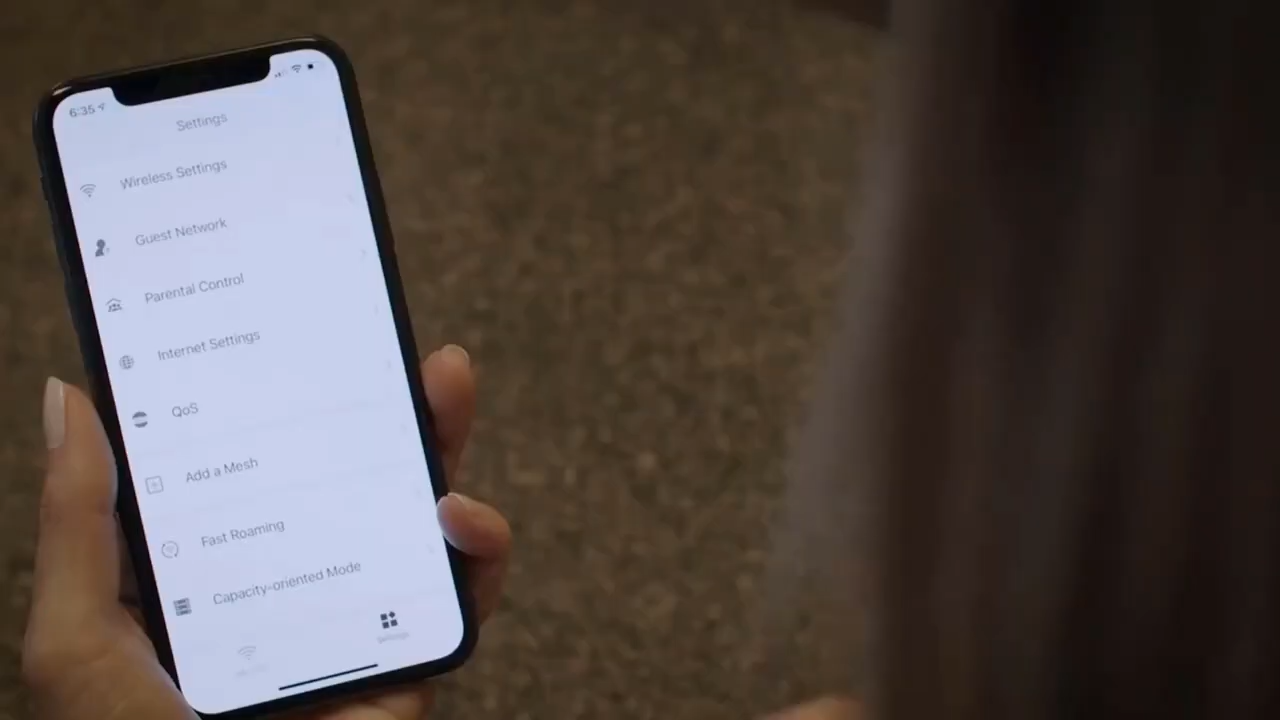 6:35
Settings
Wireless Settings
Guest Network
Parental Control
Internet Settings
QoS
Add a Mesh
Fast Roaming
Capacity-oriented Mode
Settings